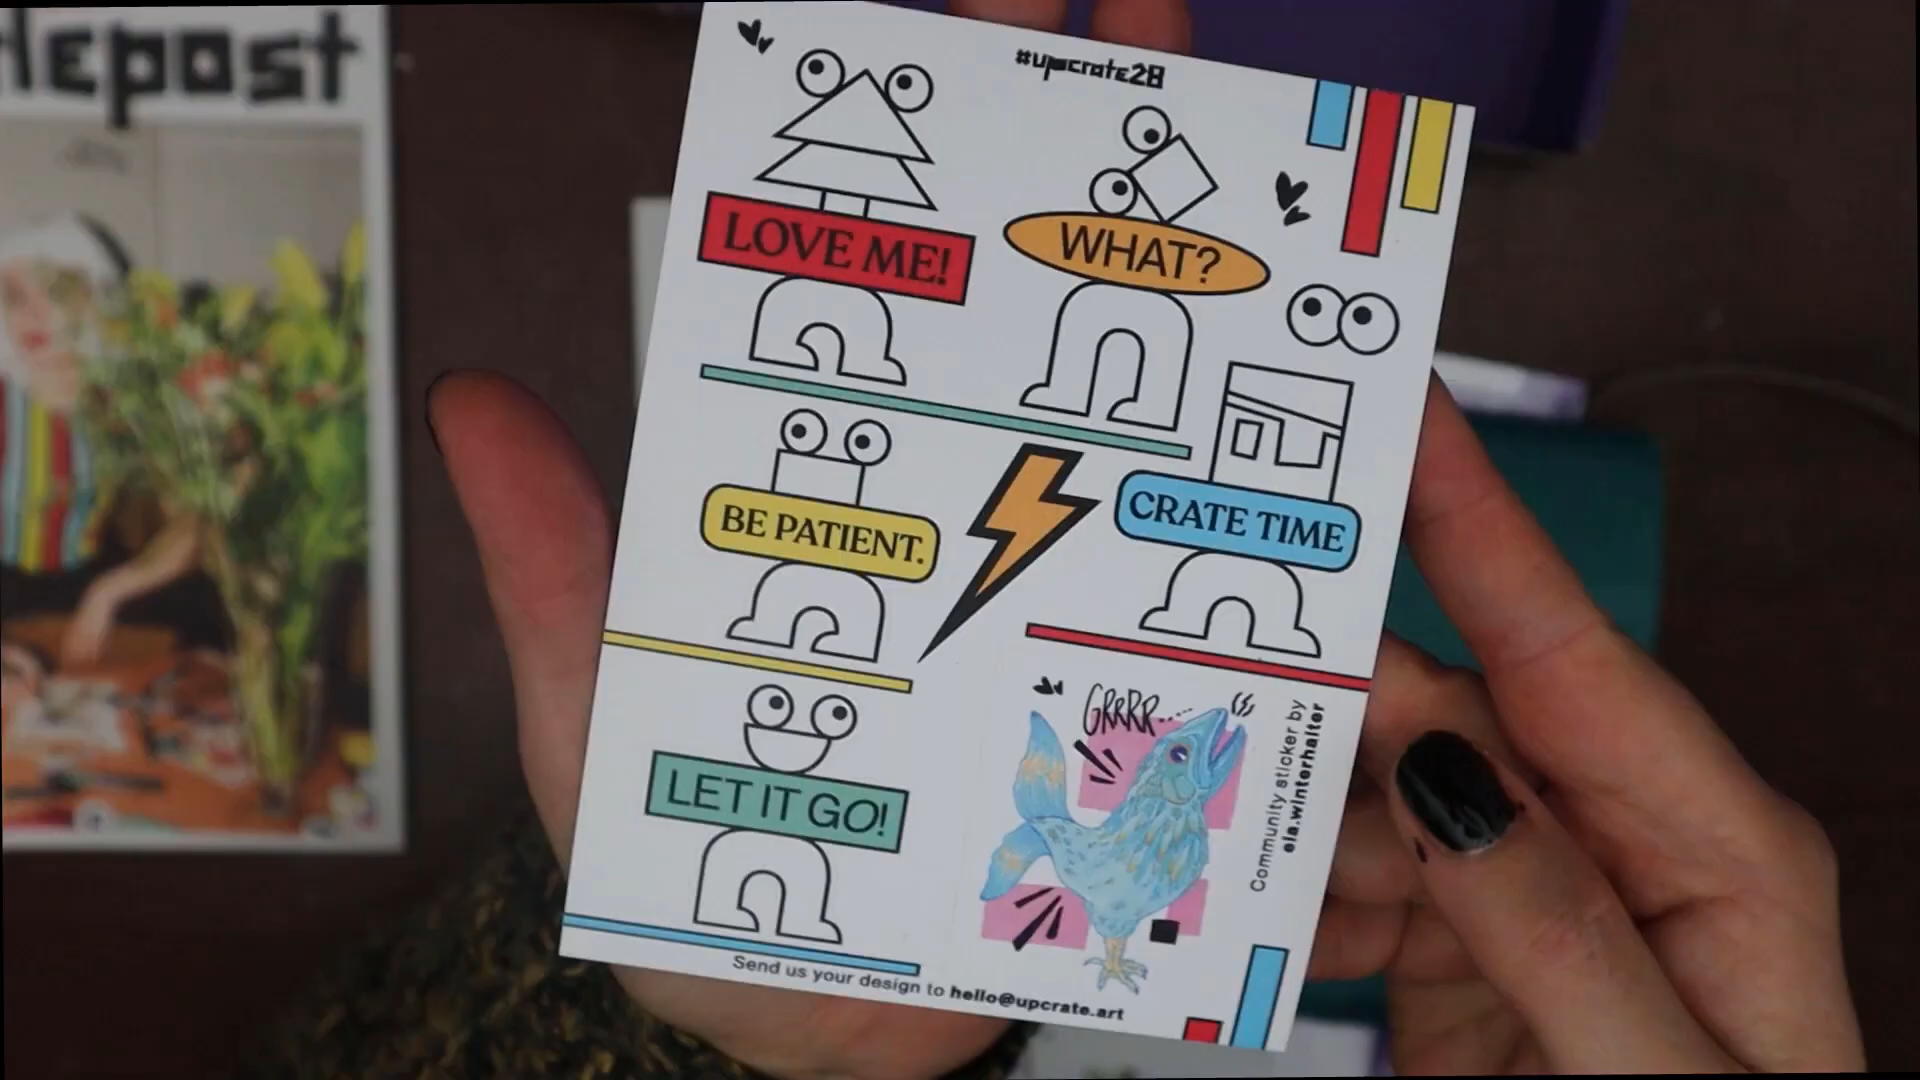 #upcrate28
LOVE ME!
WHAT?
BE PATIENT.
CRATE TIME
LET IT GO!
GRRRR.....
Community sticker by
ela.winterhalter
Send us your design to hello@upcrate.art